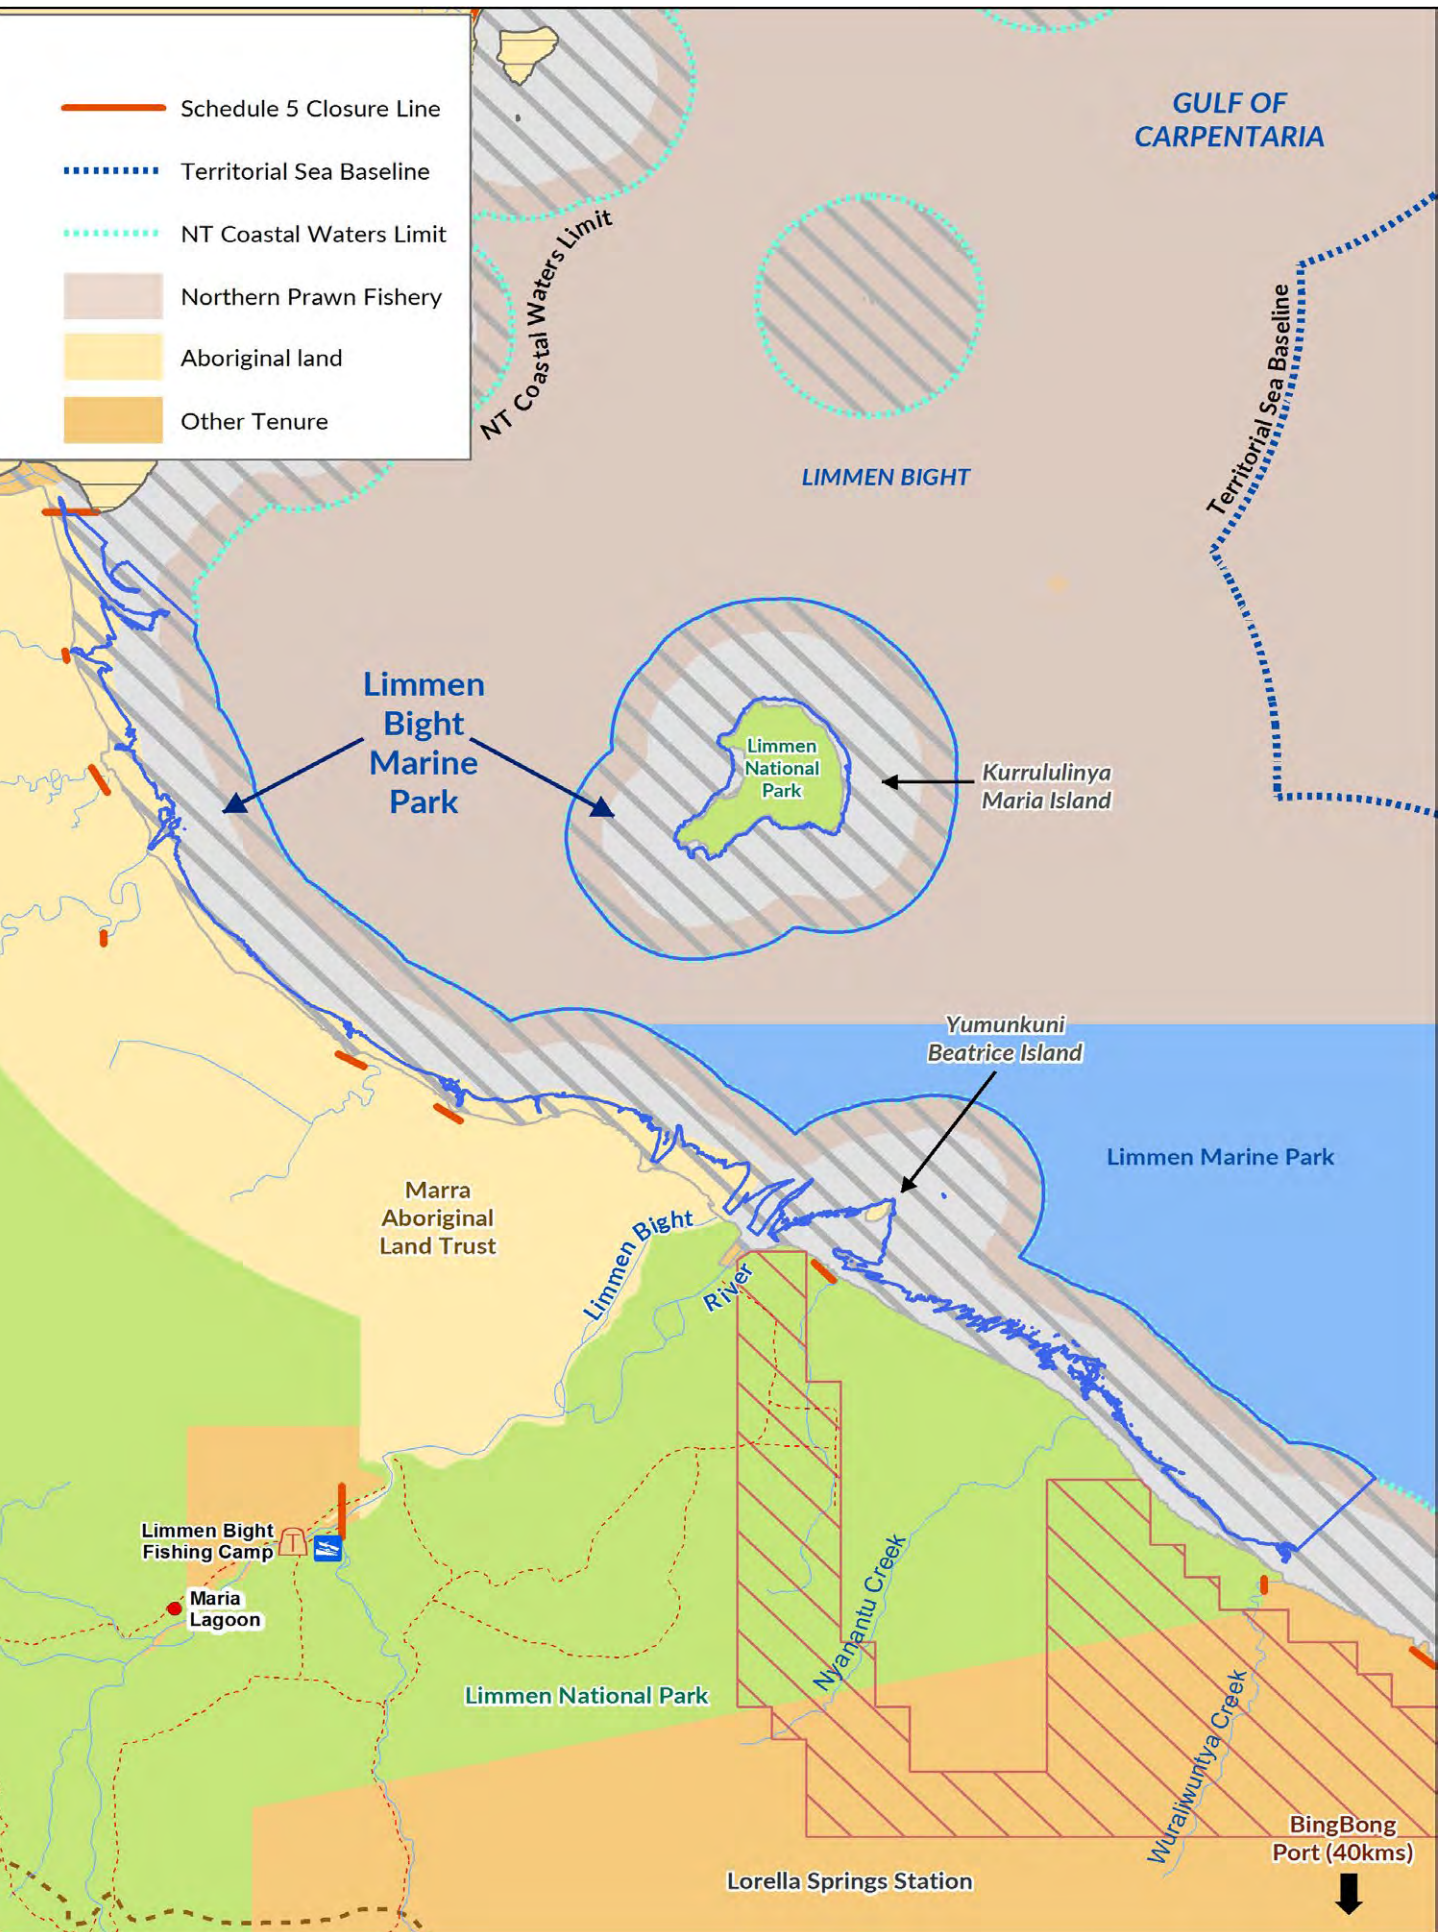 Schedule 5 Closure Line
Territorial Sea Baseline
NT Coastal Waters Limit
Northern Prawn Fishery
Aboriginal land
Other Tenure
GULF OF
CARPENTARIA
NT Coastal Waters Limit
Territorial Sea Baseline
LIMMEN BIGHT
Limmen
Bight
Marine
Park
Limmen
National
Park
Kurrululinya
Maria Island
Yumunkuni
Beatrice Island
Limmen Marine Park
Marra
Aboriginal
Land Trust
Limmen Bight
River
Limmen Bight
Fishing Camp
Maria
Lagoon
Nyanantu Creek
Limmen National Park
Wuraliwuntya Creek
BingBong
Port (40kms)
Lorella Springs Station